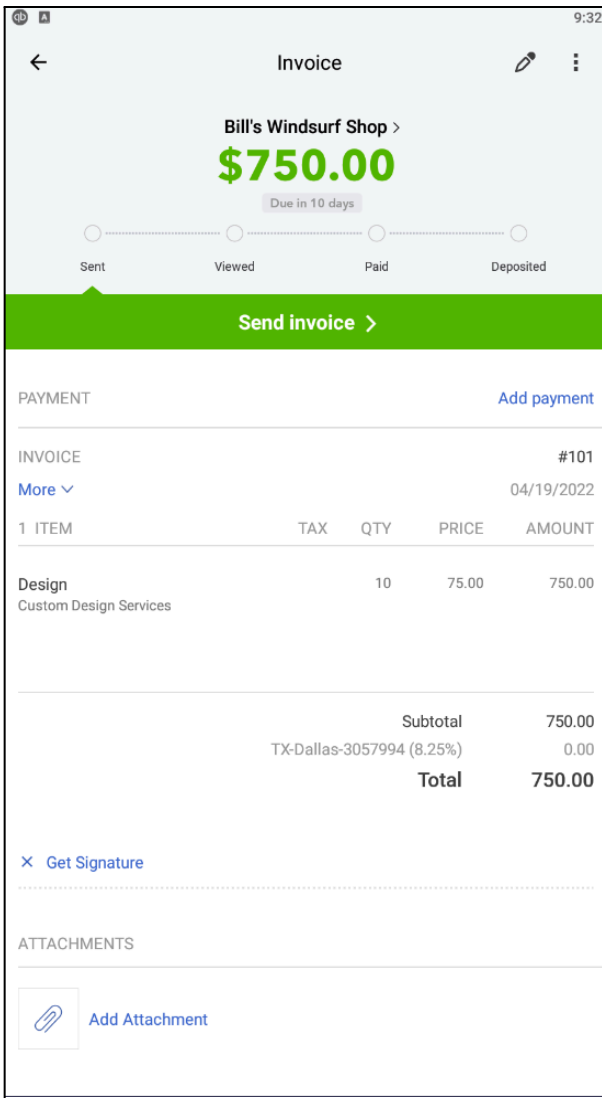 qb A 9:32
Invoice
Bill's Windsurf Shop
$750.00
Due in 10 days
Sent Viewed Paid Deposited
Send invoice
PAYMENT Add payment
INVOICE #101
More 04/19/2022
1 ITEM TAX QTY PRICE AMOUNT
Design 10 75.00 750.00
Custom Design Services
Subtotal 750.00
TX-Dallas-3057994 (8.25%) 0.00
Total 750.00
Get Signature
ATTACHMENTS
Add Attachment